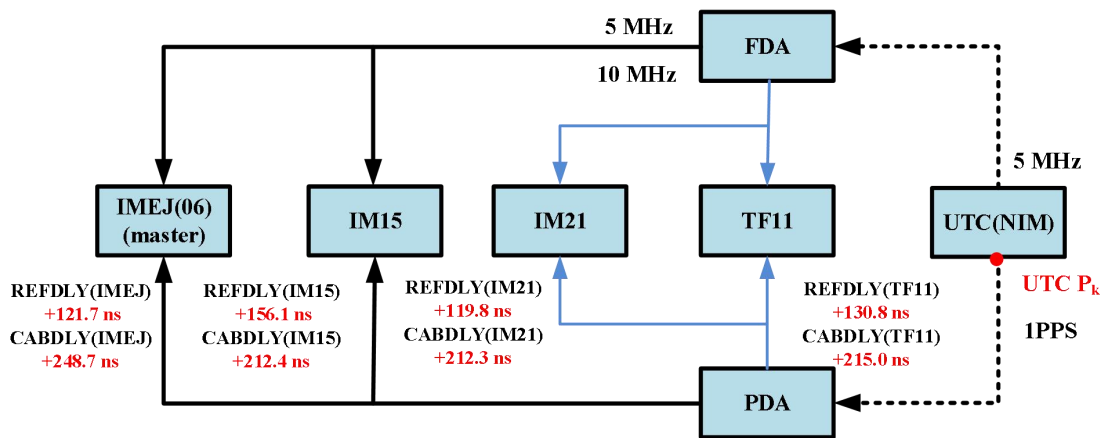 5 MHz
FDA
10 MHz
5 MHz
IMEJ(06)
(master)
IM15
IM21
TF11
UTC(NIM)
REFDLY(IMEJ)
+121.7 ns
CABDLY(IMEJ)
+248.7 ns
REFDLY(IM15)
+156.1 ns
CABDLY(IM15)
+212.4 ns
REFDLY(IM21)
+119.8 ns
CABDLY(IM21)
+212.3 ns
REFDLY(TF11)
+130.8 ns
CABDLY(TF11)
+215.0 ns
UTC Pk
1PPS
PDA